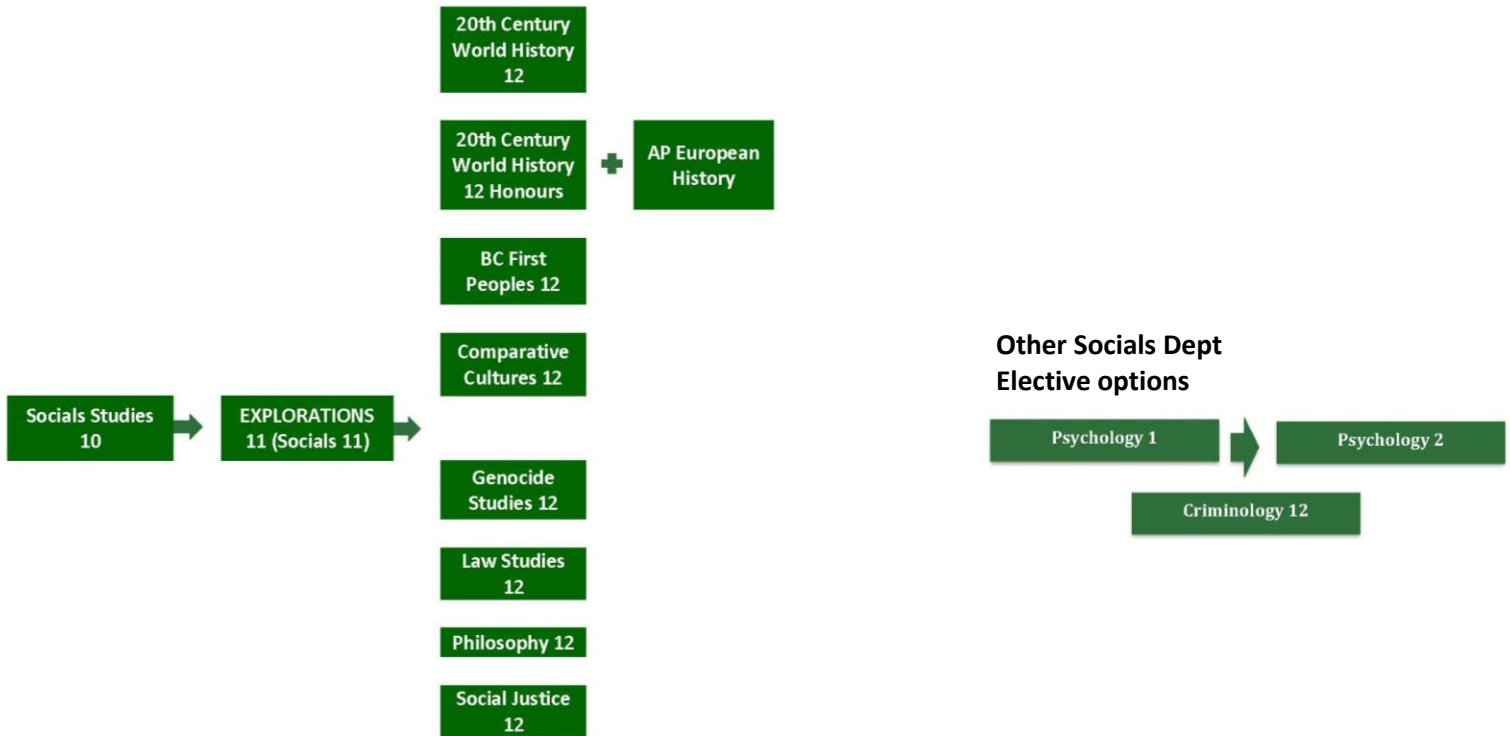 20th Century
World History
12
20th Century
World History
12 Honours
AP European
History
BC First
Peoples 12
Comparative
Cultures 12
Socials Studies
10
EXPLORATIONS
11 (Socials 11)
Genocide
Studies 12
Law Studies
12
Philosophy 12
Social Justice
12
Other Socials Dept
Elective options
Psychology 1
Psychology 2
Criminology 12